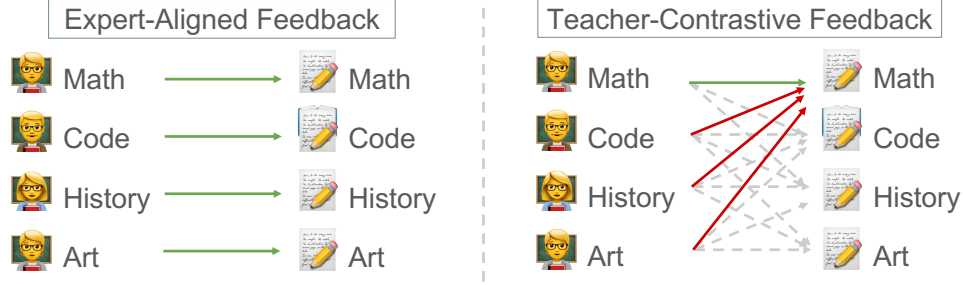 Expert-Aligned Feedback
Math
Math
Code
Code
History
History
Art
Art
Teacher-Contrastive Feedback
Math
Math
Code
Code
History
History
Art
Art